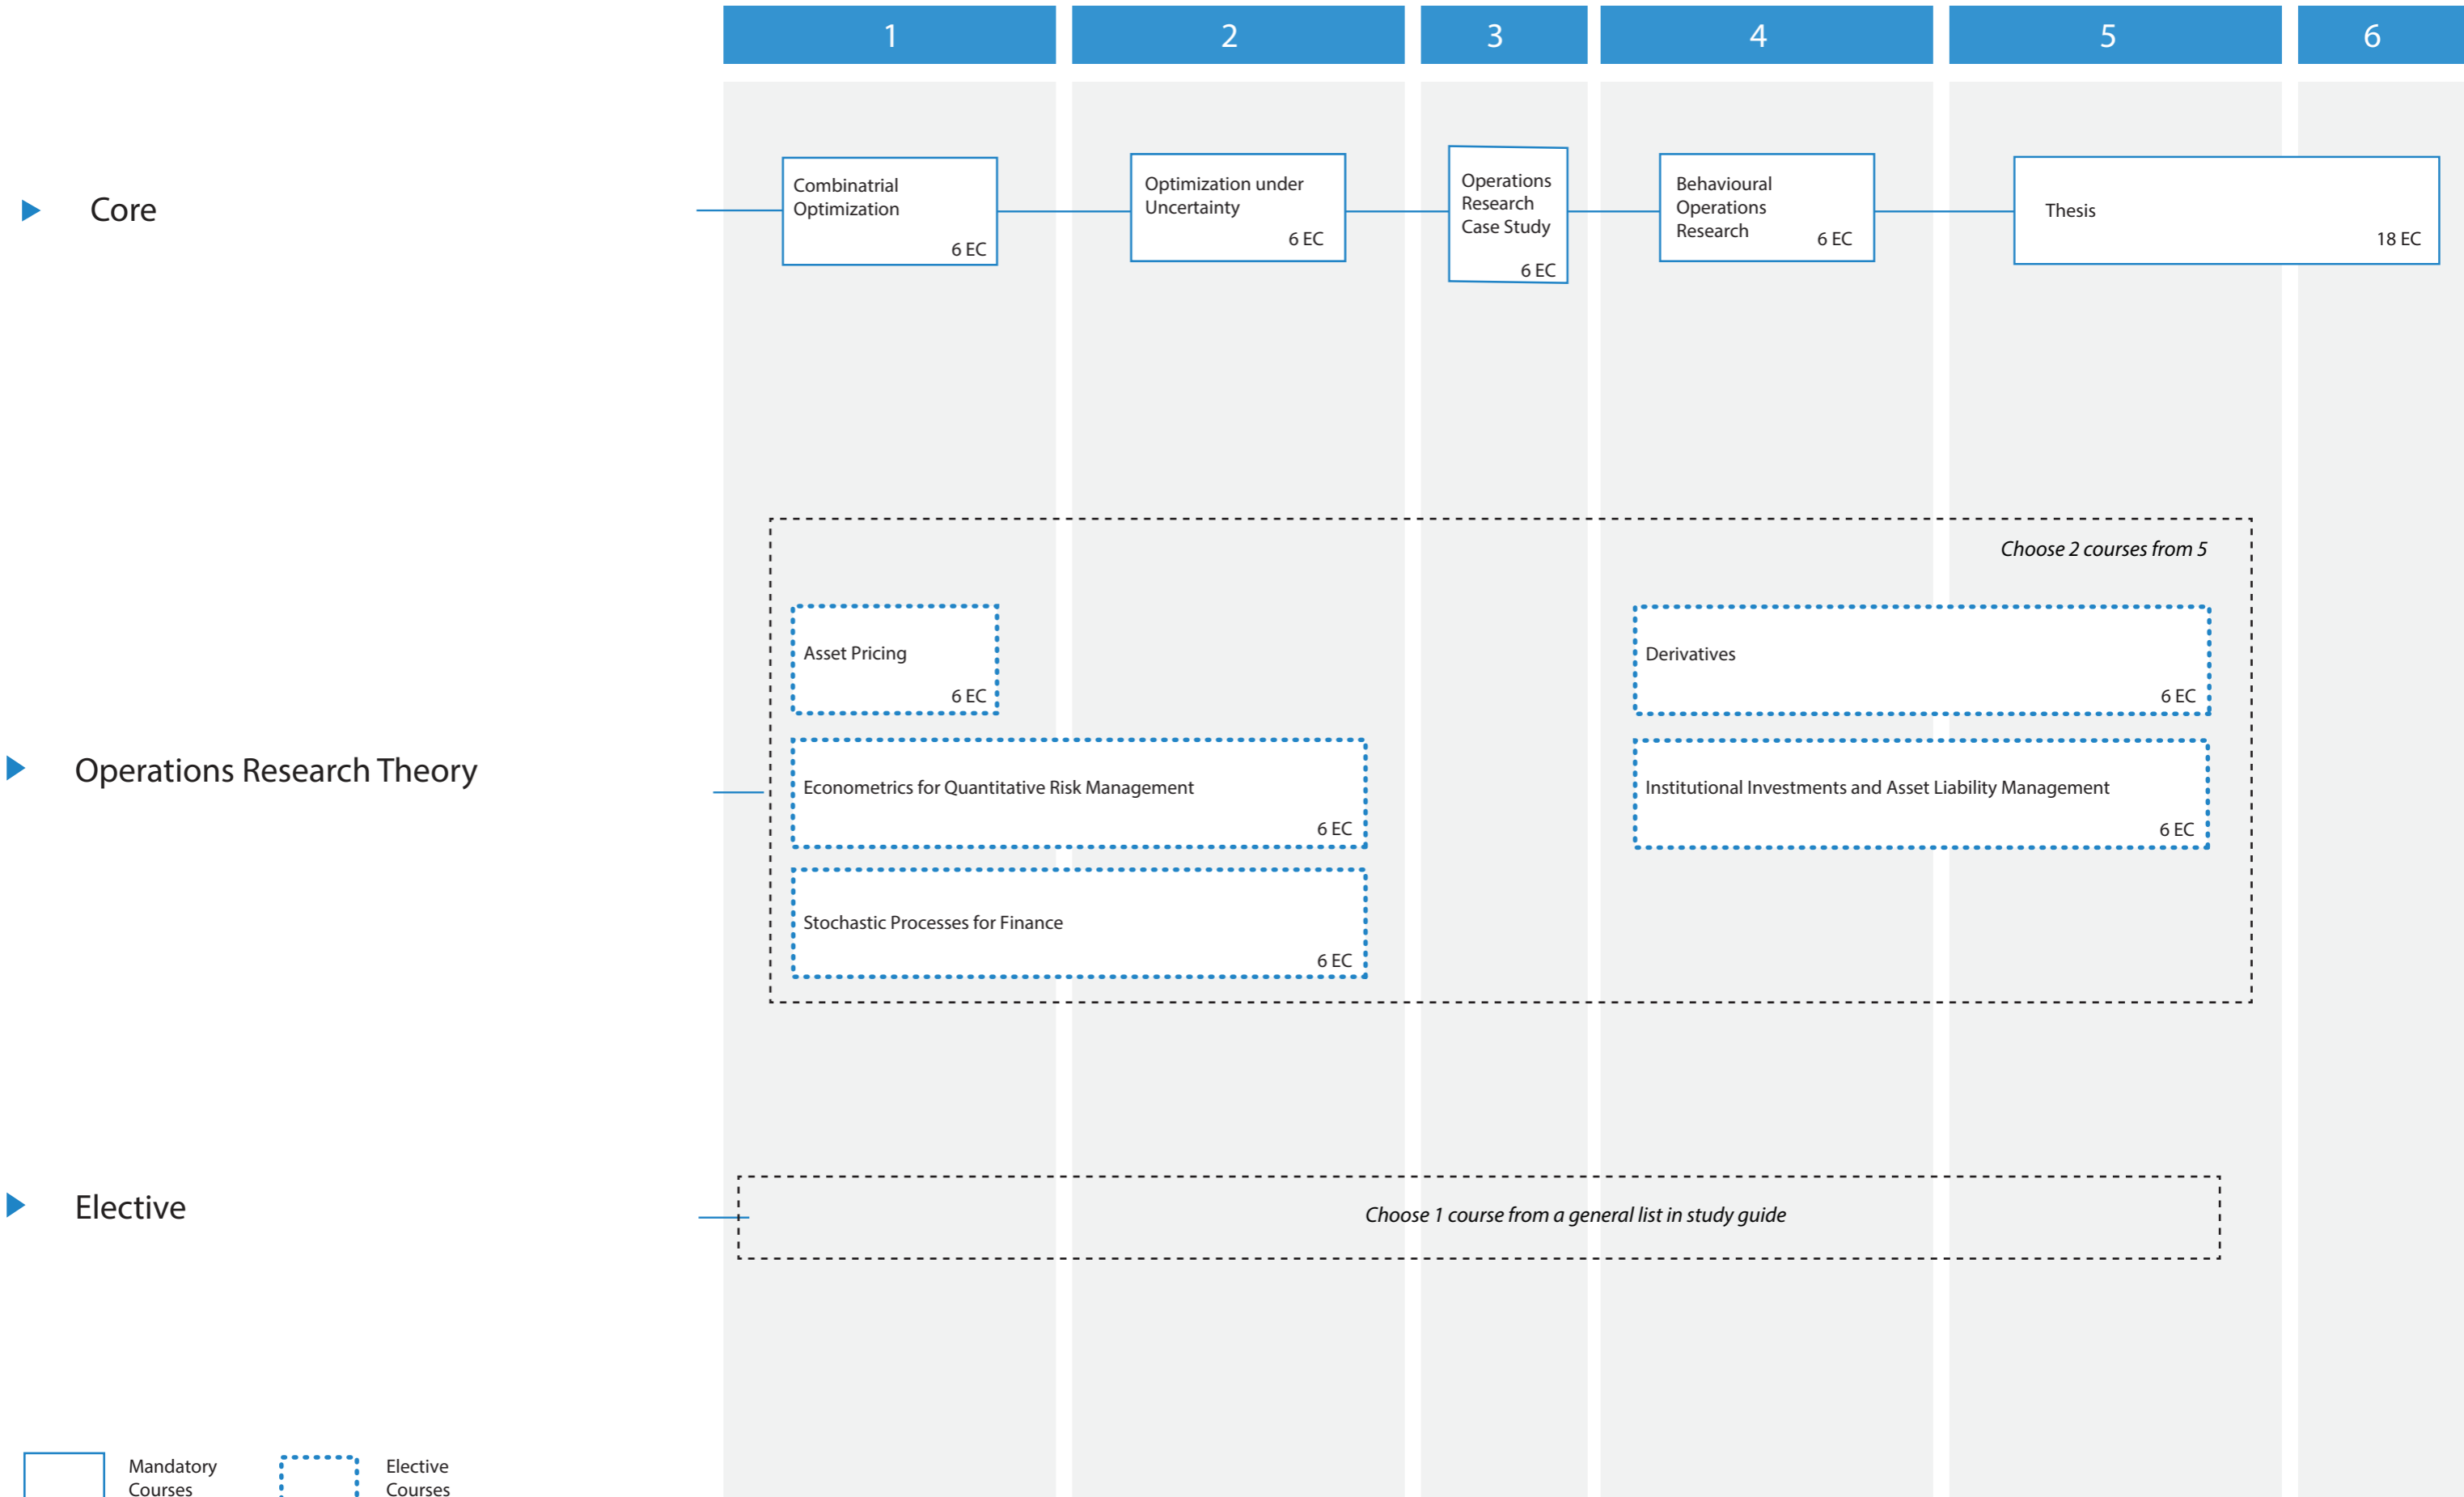 1 2 3 4 5 6
Core
Combinatrial
Optimization
6 EC
Optimization under
Uncertainty
6 EC
Operations
Research
Case Study
6 EC
Behavioural
Operations
Research
6 EC
Thesis
18 EC
Choose 2 courses from 5
Operations Research Theory
Asset Pricing
6 EC
Derivatives
6 EC
Econometrics for Quantitative Risk Management
6 EC
Institutional Investments and Asset Liability Management
6 EC
Stochastic Processes for Finance
6 EC
Elective
Choose 1 course from a general list in study guide
Mandatory
Courses
Elective
Courses